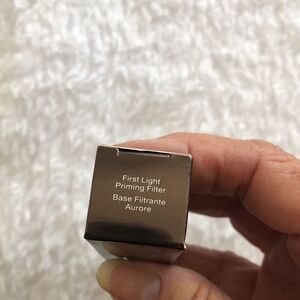 First Light
Priming Filter
Base Filtrante
Aurore